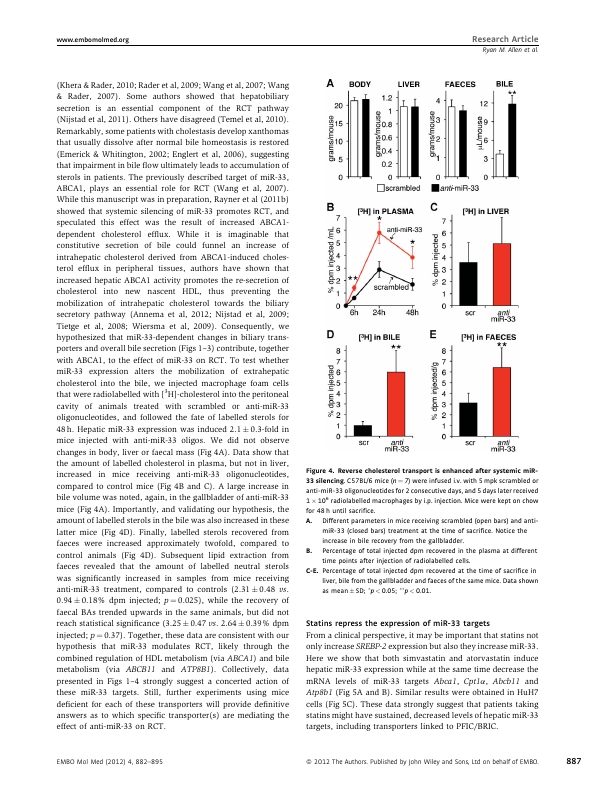 www.embomolmed.org
Research Article
Ryan M. Allen et al.
(Khera & Rader, 2010; Rader et al, 2009; Wang et al, 2007; Wang
& Rader, 2007). Some authors showed that hepatobiliary
secretion is an essential component of the RCT pathway
(Nijstad et al, 2011). Others have disagreed (Temel et al, 2010).
Remarkably, some patients with cholestasis develop xanthomas
that usually dissolve after normal bile homeostasis is restored
(Emerick & Whitington, 2002; Englert et al, 2006), suggesting
that impairment in bile flow ultimately leads to accumulation of
sterols in patients. The previously described target of miR-33,
ABCA1, plays an essential role for RCT (Wang et al, 2007).
While this manuscript was in preparation, Rayner et al (2011b)
showed that systemic silencing of miR-33 promotes RCT, and
speculated this effect was the result of increased ABCA1-
dependent cholesterol efflux. While it is imaginable that
constitutive secretion of bile could funnel an increase of
intrahepatic cholesterol derived from ABCA1-induced choles-
terol efflux in peripheral tissues, authors have shown that
increased hepatic ABCA1 activity promotes the re-secretion of
cholesterol into new nascent HDL, thus preventing the
mobilization of intrahepatic cholesterol towards the biliary
secretory pathway (Annema et al, 2012; Nijstad et al, 2009;
Tietge et al, 2008; Wiersma et al, 2009). Consequently, we
hypothesized that miR-33-dependent changes in biliary trans-
porters and overall bile secretion (Figs 1–3) contribute, together
with ABCA1, to the effect of miR-33 on RCT. To test whether
miR-33 expression alters the mobilization of extrahepatic
cholesterol into the bile, we injected macrophage foam cells
that were radiolabelled with [³H]-cholesterol into the peritoneal
cavity of animals treated with scrambled or anti-miR-33
oligonucleotides, and followed the fate of labelled sterols for
48 h. Hepatic miR-33 expression was induced 2.1 ± 0.3-fold in
mice injected with anti-miR-33 oligos. We did not observe
changes in body, liver or faecal mass (Fig 4A). Data show that
the amount of labelled cholesterol in plasma, but not in liver,
increased in mice receiving anti-miR-33 oligonucleotides,
compared to control mice (Fig 4B and C). A large increase in
bile volume was noted, again, in the gallbladder of anti-miR-33
mice (Fig 4A). Importantly, and validating our hypothesis, the
amount of labelled sterols in the bile was also increased in these
latter mice (Fig 4D). Finally, labelled sterols recovered from
faeces were increased approximately twofold, compared to
control animals (Fig 4D). Subsequent lipid extraction from
faeces revealed that the amount of labelled neutral sterols
was significantly increased in samples from mice receiving
anti-miR-33 treatment, compared to controls (2.31 ± 0.48 vs.
0.94 ± 0.18% dpm injected; p = 0.025), while the recovery of
faecal BAs trended upwards in the same animals, but did not
reach statistical significance (3.25 ± 0.47 vs. 2.64 ± 0.39% dpm
injected; p = 0.37). Together, these data are consistent with our
hypothesis that miR-33 modulates RCT, likely through the
combined regulation of HDL metabolism (via ABCA1) and bile
metabolism (via ABCB11 and ATP8B1). Collectively, data
presented in Figs 1–4 strongly suggest a concerted action of
these miR-33 targets. Still, further experiments using mice
deficient for each of these transporters will provide definitive
answers as to which specific transporter(s) are mediating the
effect of anti-miR-33 on RCT.
A BODY LIVER FAECES BILE
grams/mouse
20
15
10
5
0
grams/mouse
1.2
1
0.8
0.6
0.4
0.2
0
grams/mouse
4
3
2
1
0
µL/mouse
12
9
6
3
0
**
scrambled anti-miR-33
B [³H] in PLASMA
% dpm injected /mL
7
6
5
4
3
2
1
0
** * *
anti-miR-33
scrambled
6h 24h 48h
C [³H] in LIVER
% dpm injected
7
6
5
4
3
2
1
0
scr anti
miR-33
D [³H] in BILE
% dpm injected
8
7
6
5
4
3
2
1
0
**
scr anti
miR-33
E [³H] in FAECES
% dpm injected/g
8
7
6
5
4
3
2
1
0
**
scr anti
miR-33
Figure 4. Reverse cholesterol transport is enhanced after systemic miR-
33 silencing. C57BL/6 mice (n = 7) were infused i.v. with 5 mpk scrambled or
anti-miR-33 oligonucleotides for 2 consecutive days, and 5 days later received
1 × 10⁶ radiolabelled macrophages by i.p. injection. Mice were kept on chow
for 48 h until sacrifice.
A. Different parameters in mice receiving scrambled (open bars) and anti-
miR-33 (closed bars) treatment at the time of sacrifice. Notice the
increase in bile recovery from the gallbladder.
B. Percentage of total injected dpm recovered in the plasma at different
time points after injection of radiolabelled cells.
C-E. Percentage of total injected dpm recovered at the time of sacrifice in
liver, bile from the gallbladder and faeces of the same mice. Data shown
as mean ± SD; *p < 0.05; **p < 0.01.
Statins repress the expression of miR-33 targets
From a clinical perspective, it may be important that statins not
only increase SREBP-2 expression but also they increase miR-33.
Here we show that both simvastatin and atorvastatin induce
hepatic miR-33 expression while at the same time decrease the
mRNA levels of miR-33 targets Abca1, Cpt1α, Abcb11 and
Atp8b1 (Fig 5A and B). Similar results were obtained in HuH7
cells (Fig 5C). These data strongly suggest that patients taking
statins might have sustained, decreased levels of hepatic miR-33
targets, including transporters linked to PFIC/BRIC.
EMBO Mol Med (2012) 4, 882–895
© 2012 The Authors. Published by John Wiley and Sons, Ltd on behalf of EMBO.
887